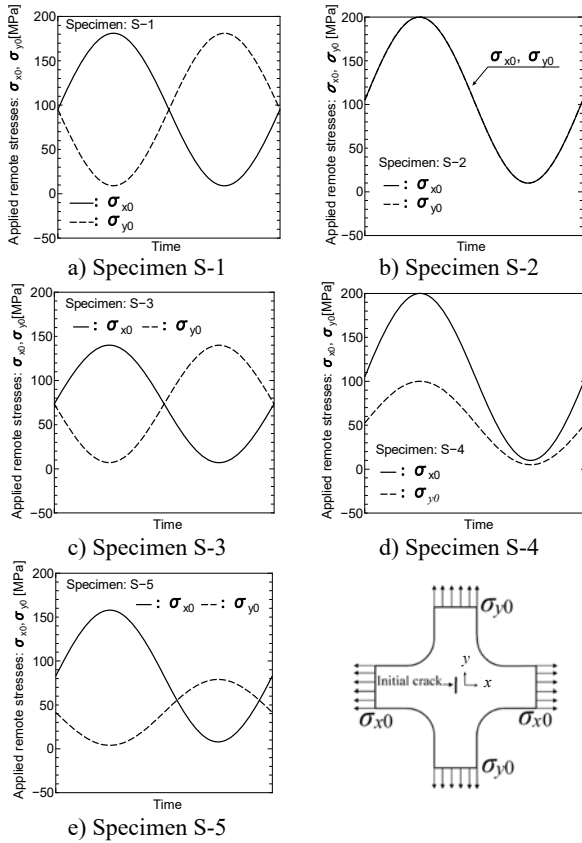 Applied remote stresses: σx0, σy0[MPa]
200
150
100
50
0
−50
Specimen: S−1
—: σx0
---: σy0
Time
a) Specimen S-1
Applied remote stresses: σx0, σy0 [MPa]
200
150
100
50
0
−50
σx0, σy0
Specimen: S−2
—: σx0
---: σy0
Time
b) Specimen S-2
Applied remote stresses: σx0, σy0[MPa]
200
150
100
50
0
−50
Specimen: S−3
—: σx0 ---: σy0
Time
c) Specimen S-3
Applied remote stresses: σx0, σy0 [MPa]
200
150
100
50
0
−50
Specimen: S−4
—: σx0
---: σy0
Time
d) Specimen S-4
Applied remote stresses: σx0, σy0 [MPa]
200
150
100
50
0
−50
Specimen: S−5
—: σx0 ---: σy0
Time
e) Specimen S-5
σy0
y
Initial crack
x
σx0
σx0
σy0